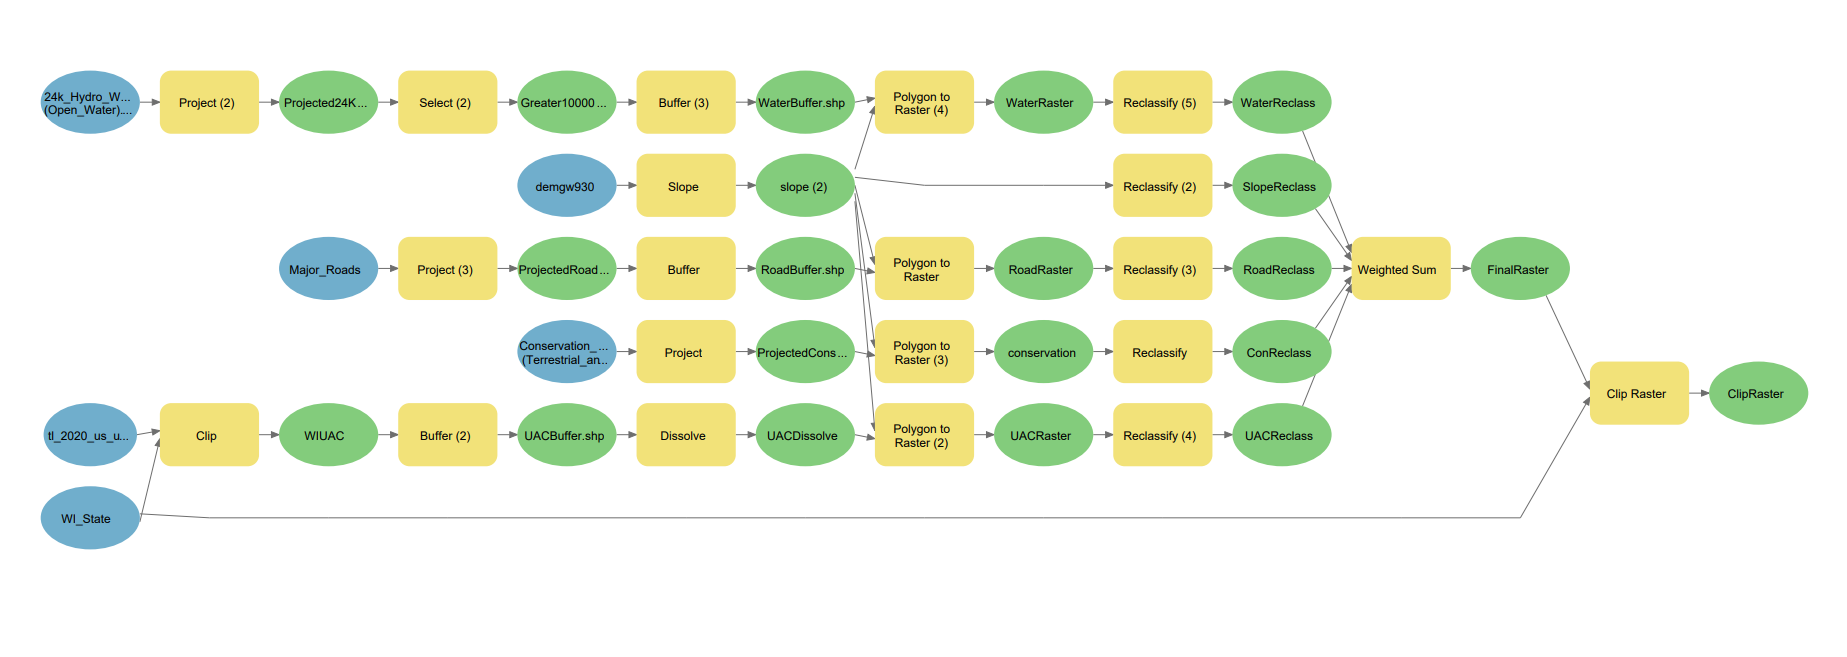 24k_Hydro_W...
(Open_Water)....
Project (2)
Projected24K...
Select (2)
Greater10000 ...
Buffer (3)
WaterBuffer.shp
Polygon to
Raster (4)
WaterRaster
Reclassify (5)
WaterReclass
demgw930
Slope
slope (2)
Reclassify (2)
SlopeReclass
Major_Roads
Project (3)
ProjectedRoad...
Buffer
RoadBuffer.shp
Polygon to
Raster
RoadRaster
Reclassify (3)
RoadReclass
Weighted Sum
FinalRaster
Conservation_...
(Terrestrial_an...
Project
ProjectedCons...
Polygon to
Raster (3)
conservation
Reclassify
ConReclass
Clip Raster
ClipRaster
tl_2020_us_u...
Clip
WIUAC
Buffer (2)
UACBuffer.shp
Dissolve
UACDissolve
Polygon to
Raster (2)
UACRaster
Reclassify (4)
UACReclass
WI_State